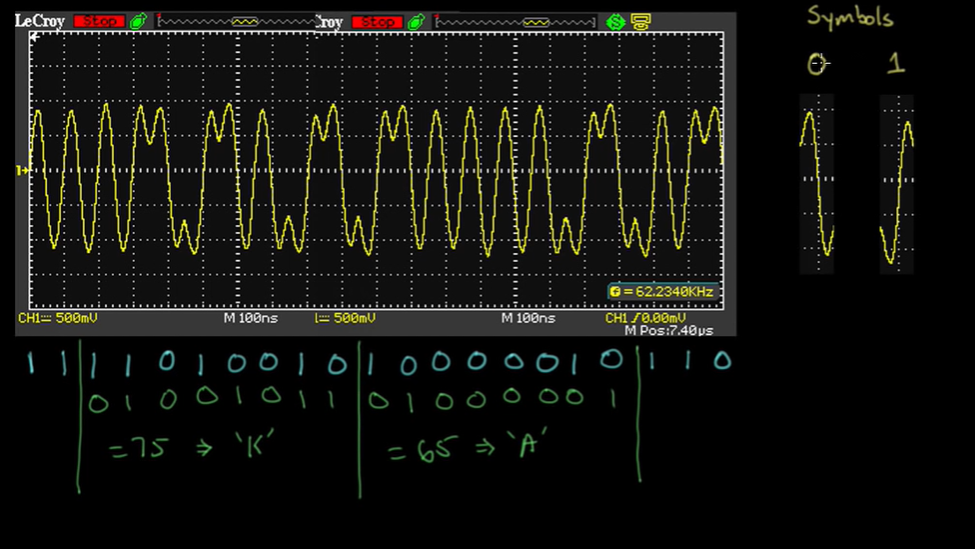 LeCroy Stop Croy Stop
Symbols
0 1
1
f = 62.2340KHz
CH1 500mV M 100ns 500mV M 100ns CH1 / 0.00mV
M Pos:7.40µs
1 1 1 1 0 1 0 0 1 0 1 0 0 0 0 0 1 0 1 1 0
0 1 0 0 1 0 1 1 0 1 0 0 0 0 0 1
=75 ⇒ 'K' =65 ⇒ 'A'